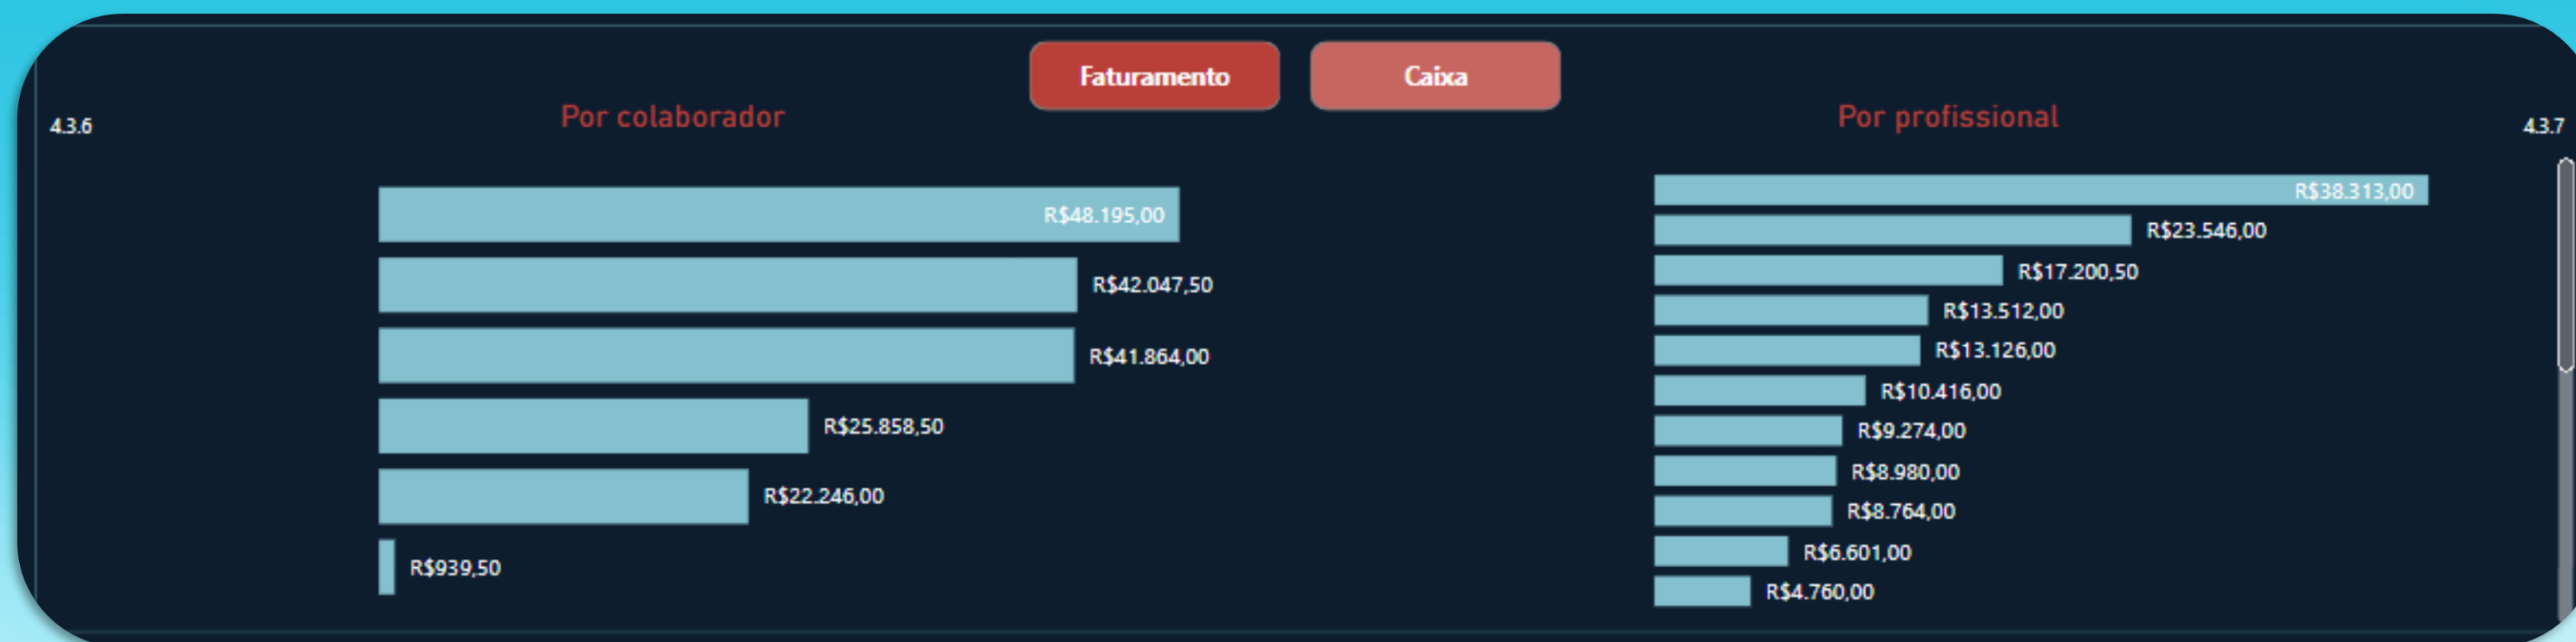 Faturamento
Caixa
Por colaborador
Por profissional
4.3.6
4.3.7
R$48.195,00
R$42.047,50
R$41.864,00
R$25.858,50
R$22.246,00
R$939,50
R$38.313,00
R$23.546,00
R$17.200,50
R$13.512,00
R$13.126,00
R$10.416,00
R$9.274,00
R$8.980,00
R$8.764,00
R$6.601,00
R$4.760,00